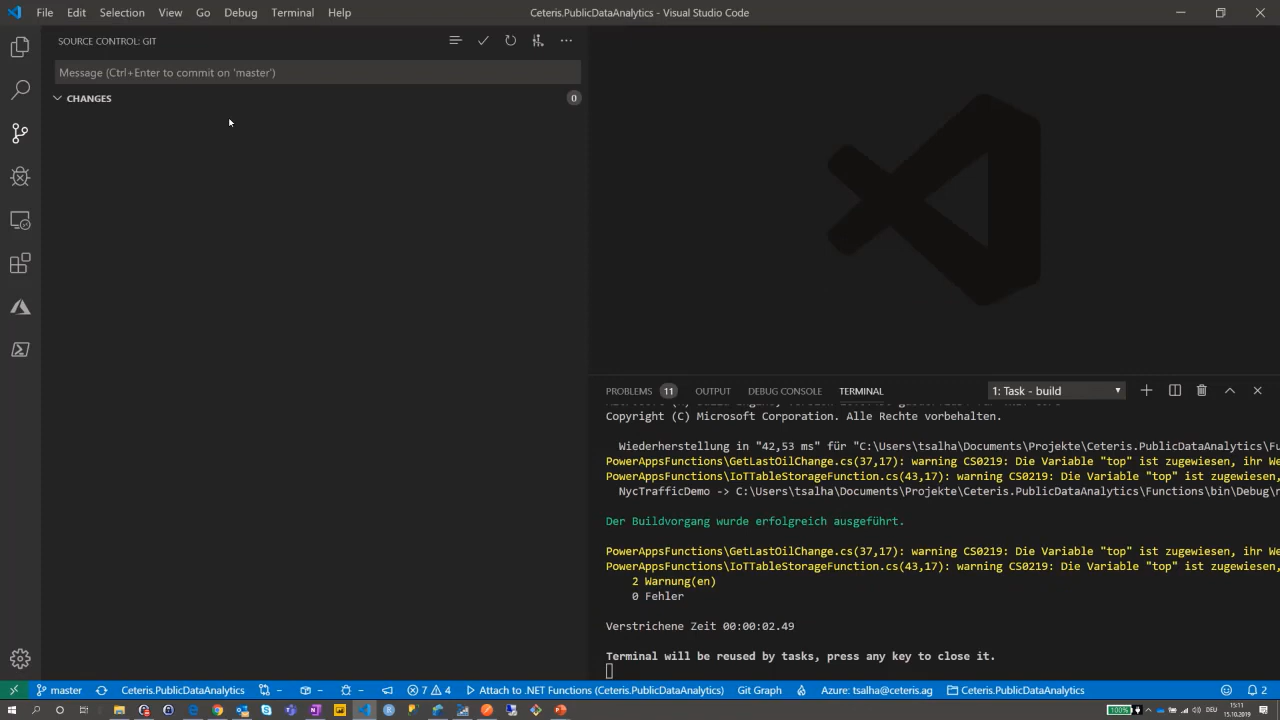 File Edit Selection View Go Debug Terminal Help
Ceteris.PublicDataAnalytics - Visual Studio Code
SOURCE CONTROL: GIT
Message (Ctrl+Enter to commit on 'master')
CHANGES
0
PROBLEMS 11 OUTPUT DEBUG CONSOLE TERMINAL 1: Task - build
Copyright (C) Microsoft Corporation. Alle Rechte vorbehalten.
Wiederherstellung in "42,53 ms" für "C:\Users\tsalha\Documents\Projekte\Ceteris.PublicDataAnalytics\Fu
PowerAppsFunctions\GetLastOilChange.cs(37,17): warning CS0219: Die Variable "top" ist zugewiesen, ihr We
PowerAppsFunctions\IoTTableStorageFunction.cs(43,17): warning CS0219: Die Variable "top" ist zugewiesen,
NycTrafficDemo -> C:\Users\tsalha\Documents\Projekte\Ceteris.PublicDataAnalytics\Functions\bin\Debug\n
Der Buildvorgang wurde erfolgreich ausgeführt.
PowerAppsFunctions\GetLastOilChange.cs(37,17): warning CS0219: Die Variable "top" ist zugewiesen, ihr We
PowerAppsFunctions\IoTTableStorageFunction.cs(43,17): warning CS0219: Die Variable "top" ist zugewiesen,
2 Warnung(en)
0 Fehler
Verstrichene Zeit 00:00:02.49
Terminal will be reused by tasks, press any key to close it.
master Ceteris.PublicDataAnalytics - - - 7 4 Attach to .NET Functions (Ceteris.PublicDataAnalytics) Git Graph Azure: tsalha@ceteris.ag Ceteris.PublicDataAnalytics 2
100% DEU 15:11
15.10.2019